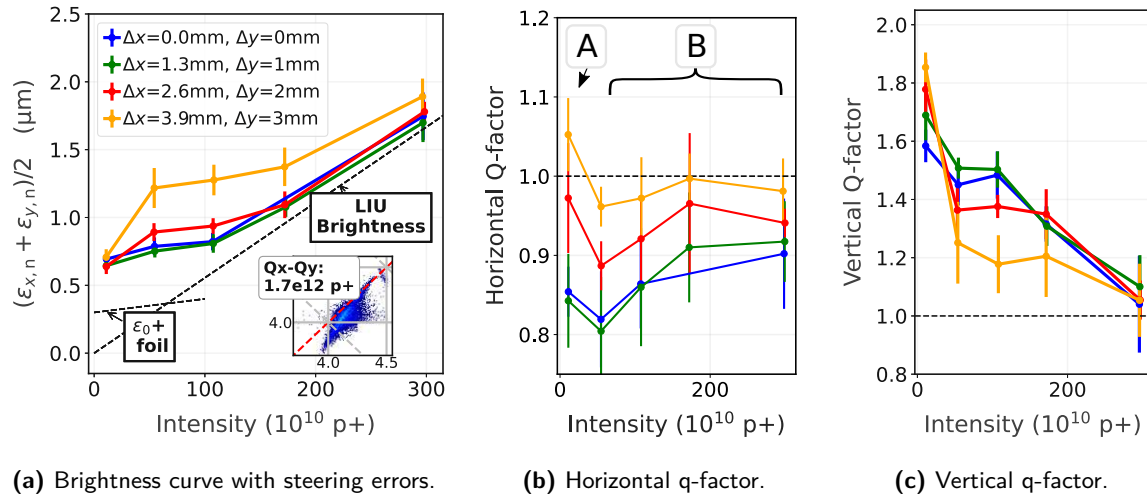 2.5
2.0
1.5
1.0
0.5
0.0
0
100
200
300
(ε_{x, n} + ε_{y, n})/2 (μm)
Intensity (10^{10} p+)
Δx=0.0mm, Δy=0mm
Δx=1.3mm, Δy=1mm
Δx=2.6mm, Δy=2mm
Δx=3.9mm, Δy=3mm
LIU
Brightness
Qx-Qy:
1.7e12 p+
4.0
4.0
4.5
ε_0+
foil
(a) Brightness curve with steering errors.
1.2
1.1
1.0
0.9
0.8
0
200
Horizontal Q-factor
Intensity (10^{10} p+)
A
B
(b) Horizontal q-factor.
2.0
1.8
1.6
1.4
1.2
1.0
0.8
0
200
Vertical Q-factor
Intensity (10^{10} p+)
(c) Vertical q-factor.